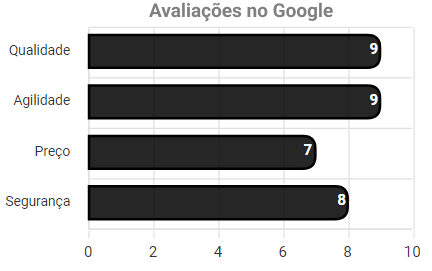 Avaliações no Google
Qualidade 9
Agilidade 9
Preço 7
Segurança 8
0 2 4 6 8 10